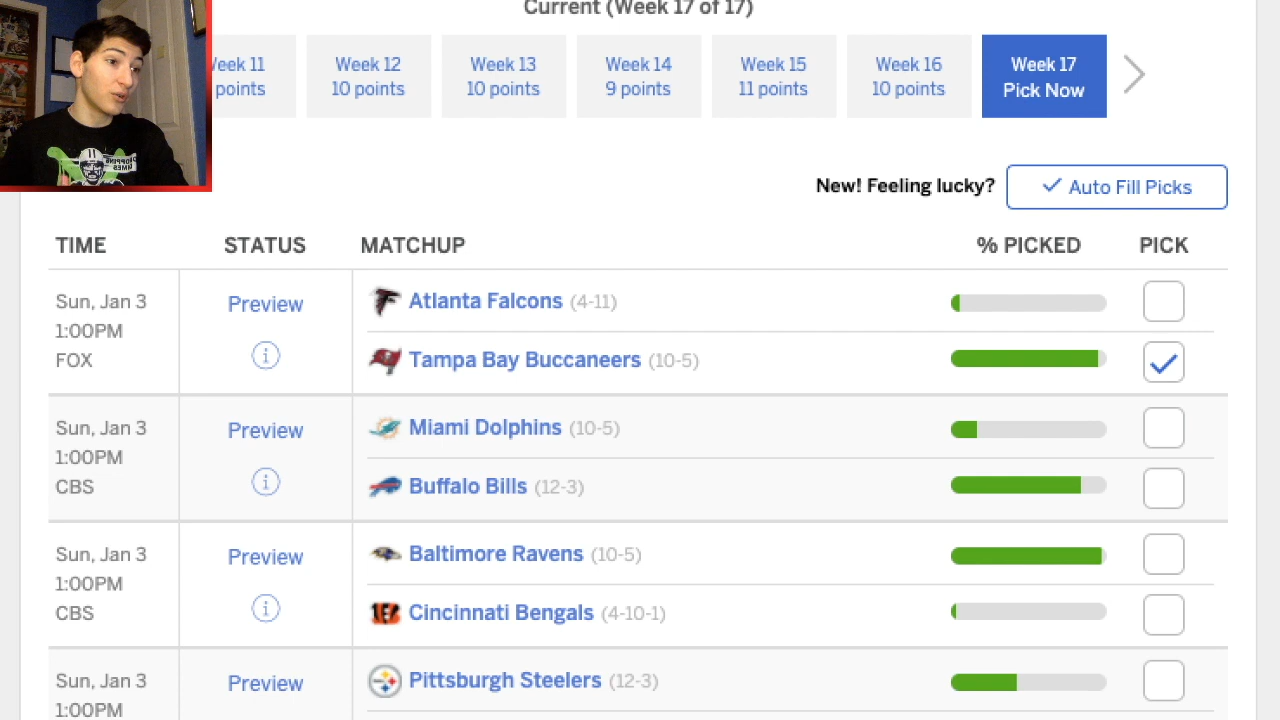 Current (Week 17 of 17)
Week 11
points
Week 12
10 points
Week 13
10 points
Week 14
9 points
Week 15
11 points
Week 16
10 points
Week 17
Pick Now
New! Feeling lucky?
Auto Fill Picks
TIME STATUS MATCHUP % PICKED PICK
Sun, Jan 3
1:00PM
FOX
Preview
Atlanta Falcons (4-11)
Tampa Bay Buccaneers (10-5)
Sun, Jan 3
1:00PM
CBS
Preview
Miami Dolphins (10-5)
Buffalo Bills (12-3)
Sun, Jan 3
1:00PM
CBS
Preview
Baltimore Ravens (10-5)
Cincinnati Bengals (4-10-1)
Sun, Jan 3
1:00PM
Preview
Pittsburgh Steelers (12-3)